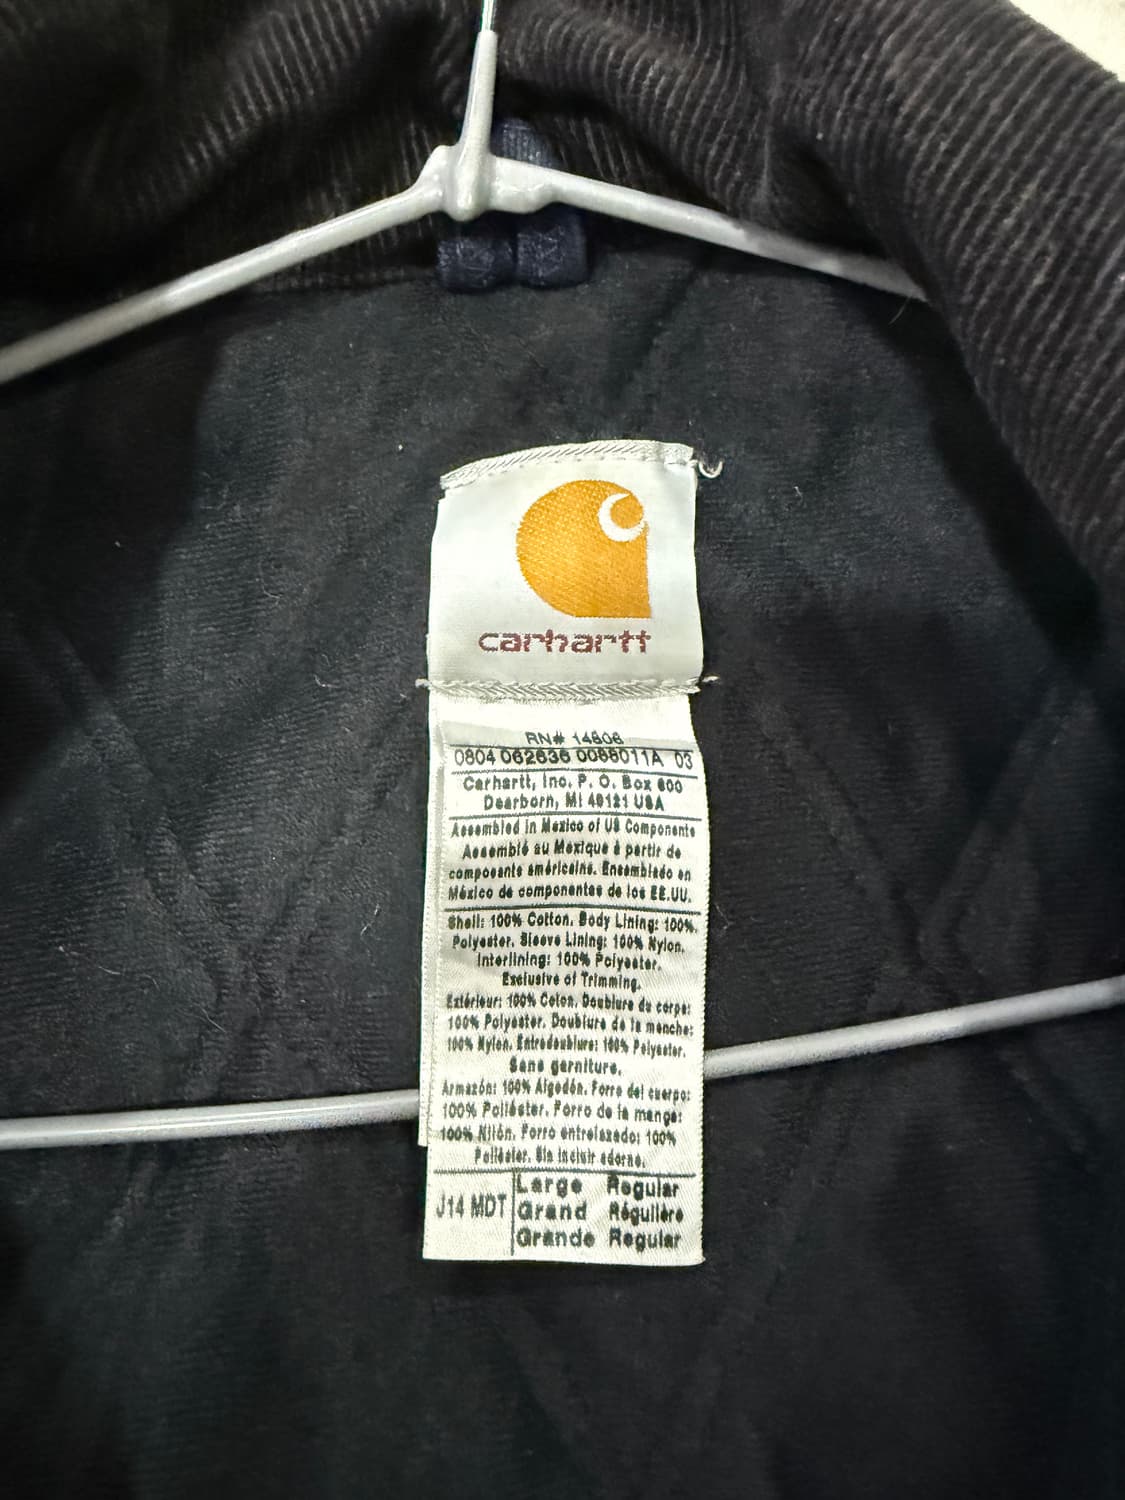 carhartt
RN# 14806
0804 062636 0088011A 03
Carhartt, Inc. P. O. Box 600
Dearborn, MI 48121 USA
Assembled in Mexico of US Components
Assemblé au Mexique à partir de
composants américains. Ensamblado en
México de componentes de los EE.UU.
Shell: 100% Cotton. Body Lining: 100%.
Polyester. Sleeve Lining: 100% Nylon.
Interlining: 100% Polyester.
Exclusive of Trimming.
Extérieur: 100% Coton. Doublure du corps:
100% Polyester. Doublure de la manche:
100% Nylon. Entredoublure: 100% Polyester.
Sans garniture.
Armazón: 100% Algodón. Forro del cuerpo:
100% Poliéster. Forro de la manga:
100% Nilón. Forro entrelazado: 100%
Poliéster. Sin incluir adorno.
J14 MDT
Large Regular
Grand Régulière
Grande Regular